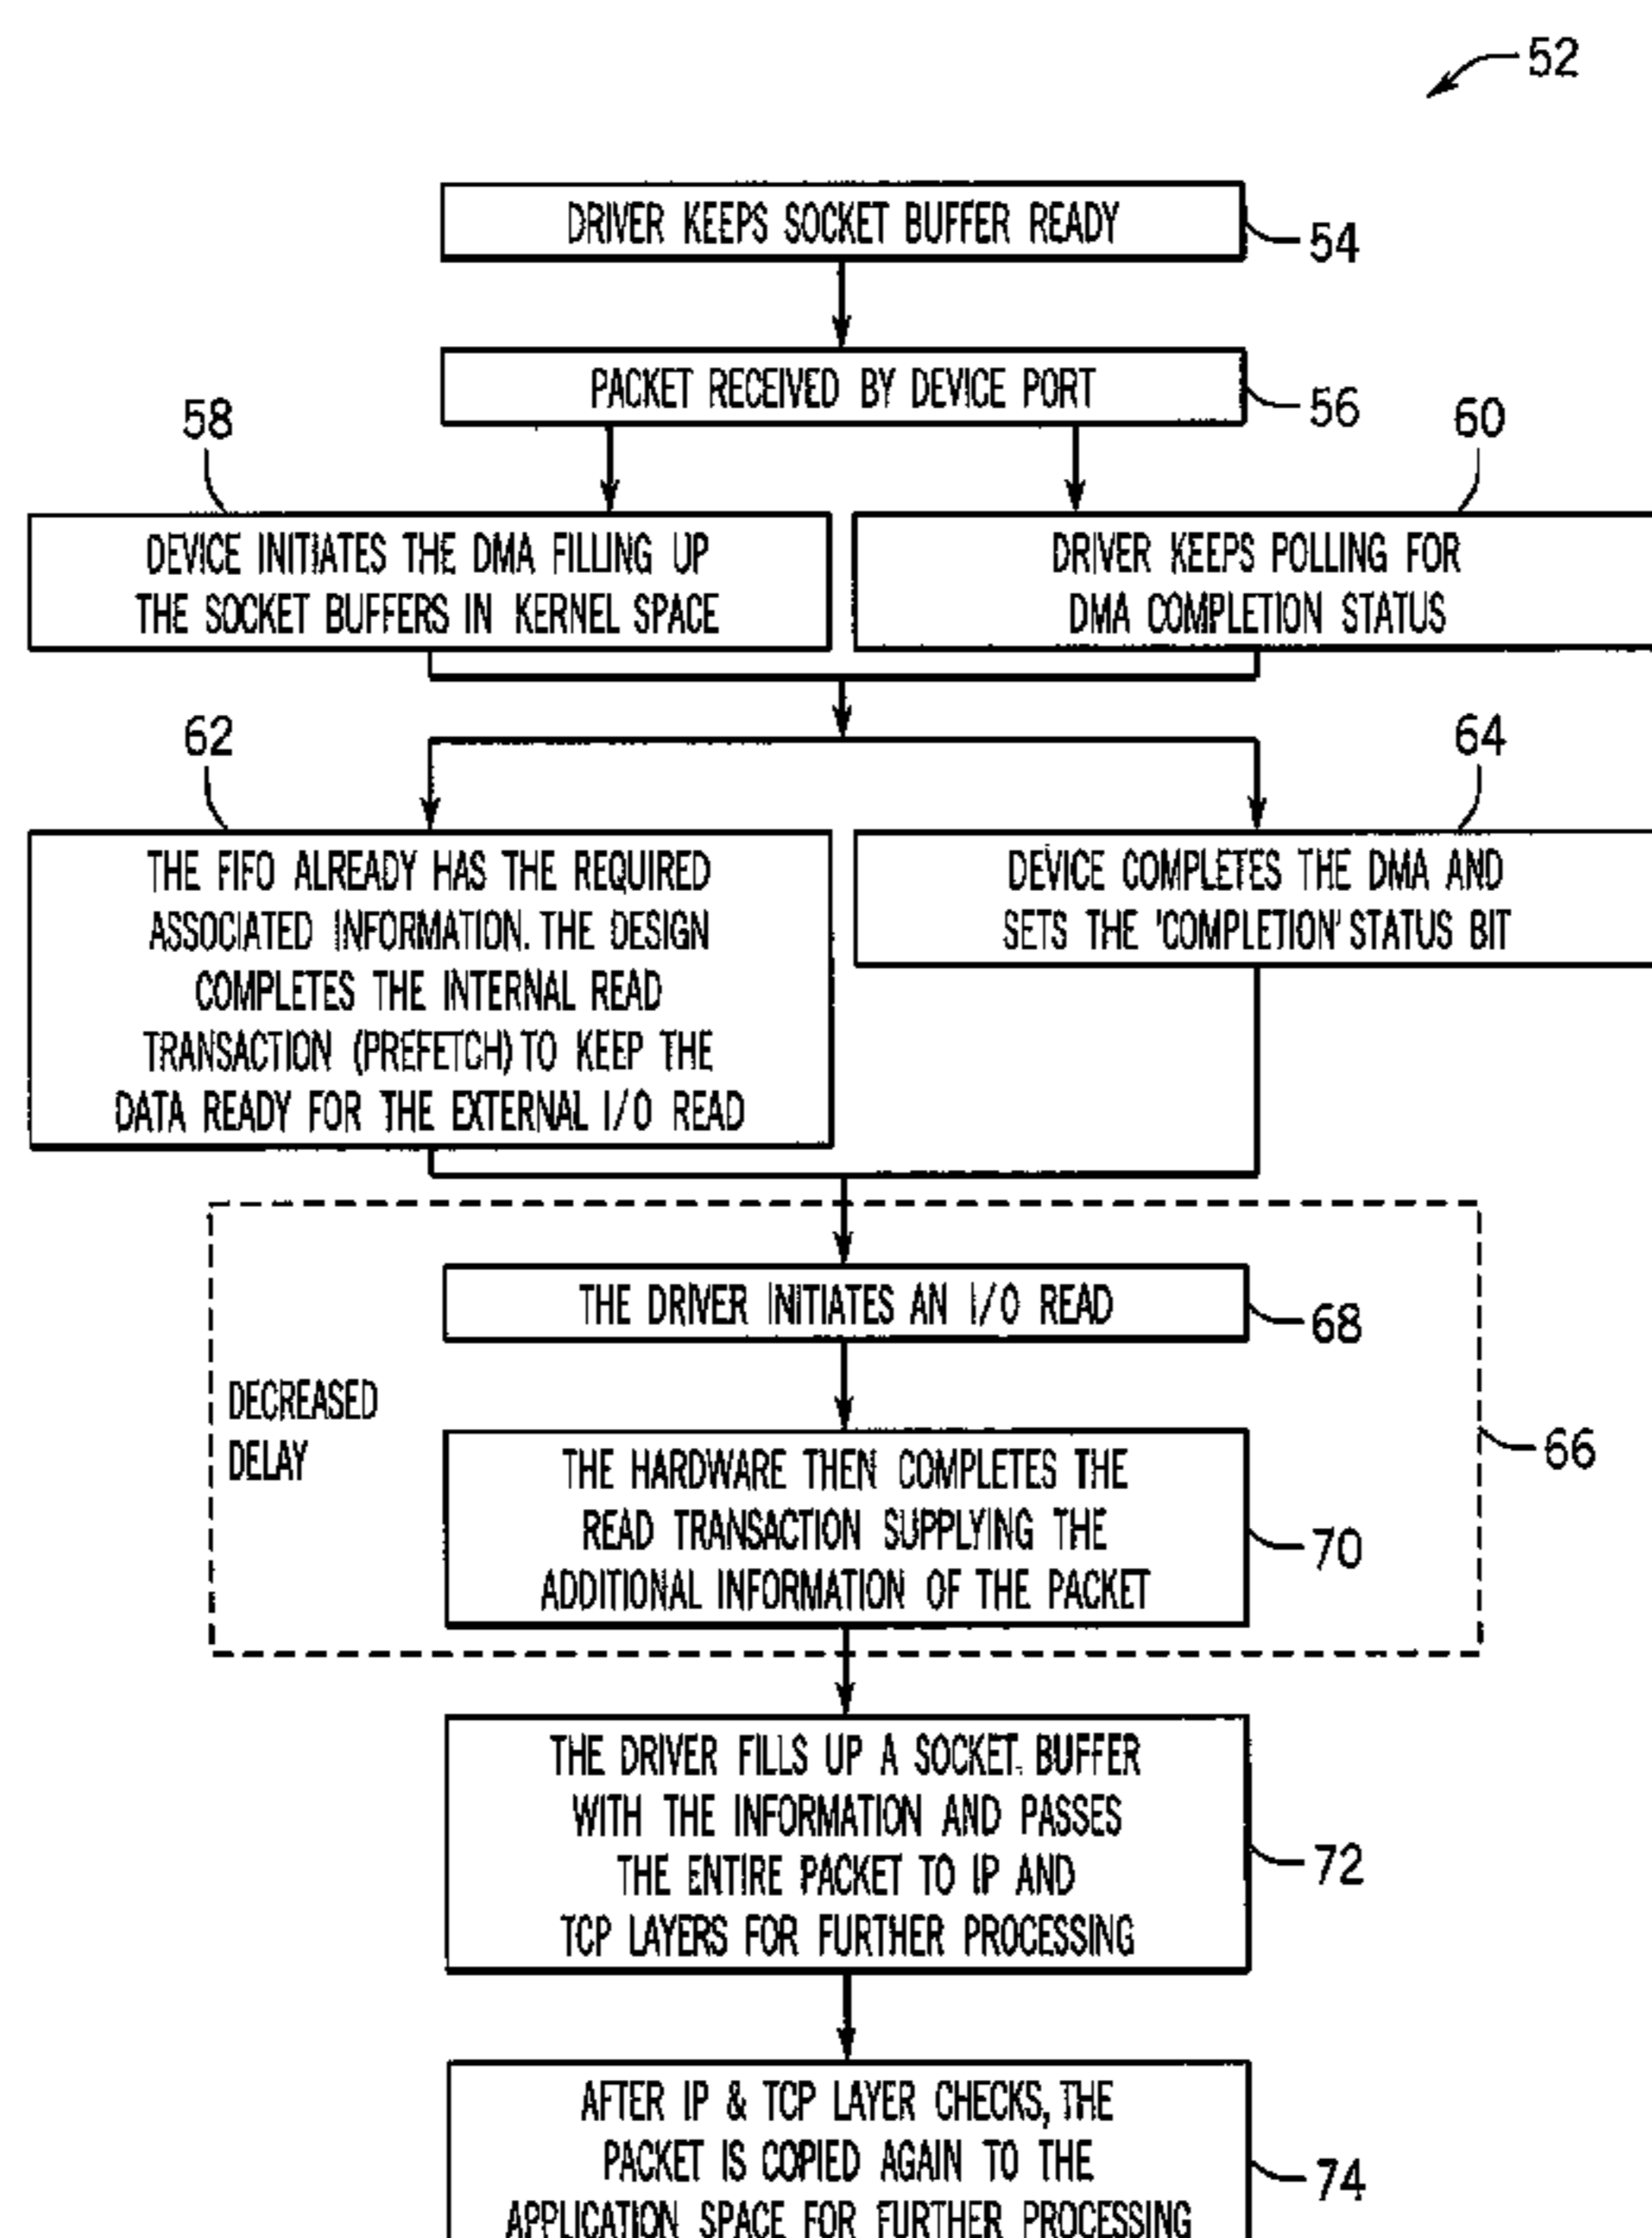 52
DRIVER KEEPS SOCKET BUFFER READY
54
PACKET RECEIVED BY DEVICE PORT
56
58
60
DEVICE INITIATES THE DMA FILLING UP
THE SOCKET BUFFERS IN KERNEL SPACE
DRIVER KEEPS POLLING FOR
DMA COMPLETION STATUS
62
64
THE FIFO ALREADY HAS THE REQUIRED
ASSOCIATED INFORMATION. THE DESIGN
COMPLETES THE INTERNAL READ
TRANSACTION (PREFETCH) TO KEEP THE
DATA READY FOR THE EXTERNAL I/O READ
DEVICE COMPLETES THE DMA AND
SETS THE 'COMPLETION' STATUS BIT
THE DRIVER INITIATES AN I/O READ
68
DECREASED
DELAY
66
THE HARDWARE THEN COMPLETES THE
READ TRANSACTION SUPPLYING THE
ADDITIONAL INFORMATION OF THE PACKET
70
THE DRIVER FILLS UP A SOCKET BUFFER
WITH THE INFORMATION AND PASSES
THE ENTIRE PACKET TO IP AND
TCP LAYERS FOR FURTHER PROCESSING
72
AFTER IP & TCP LAYER CHECKS, THE
PACKET IS COPIED AGAIN TO THE
APPLICATION SPACE FOR FURTHER PROCESSING
74